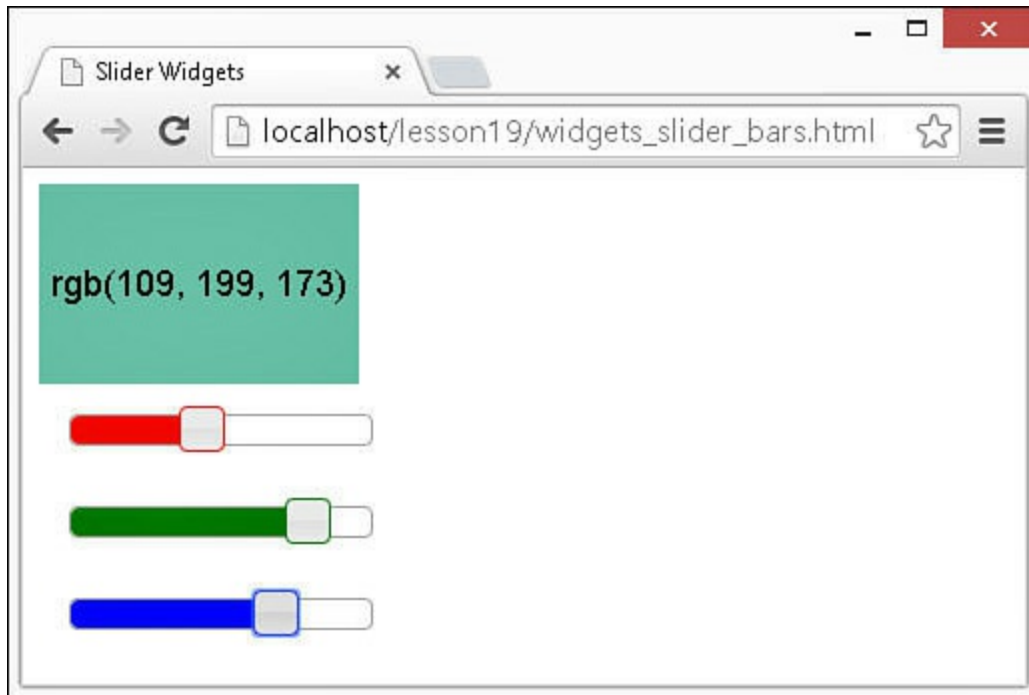 Slider Widgets
localhost/lesson19/widgets_slider_bars.html
rgb(109, 199, 173)